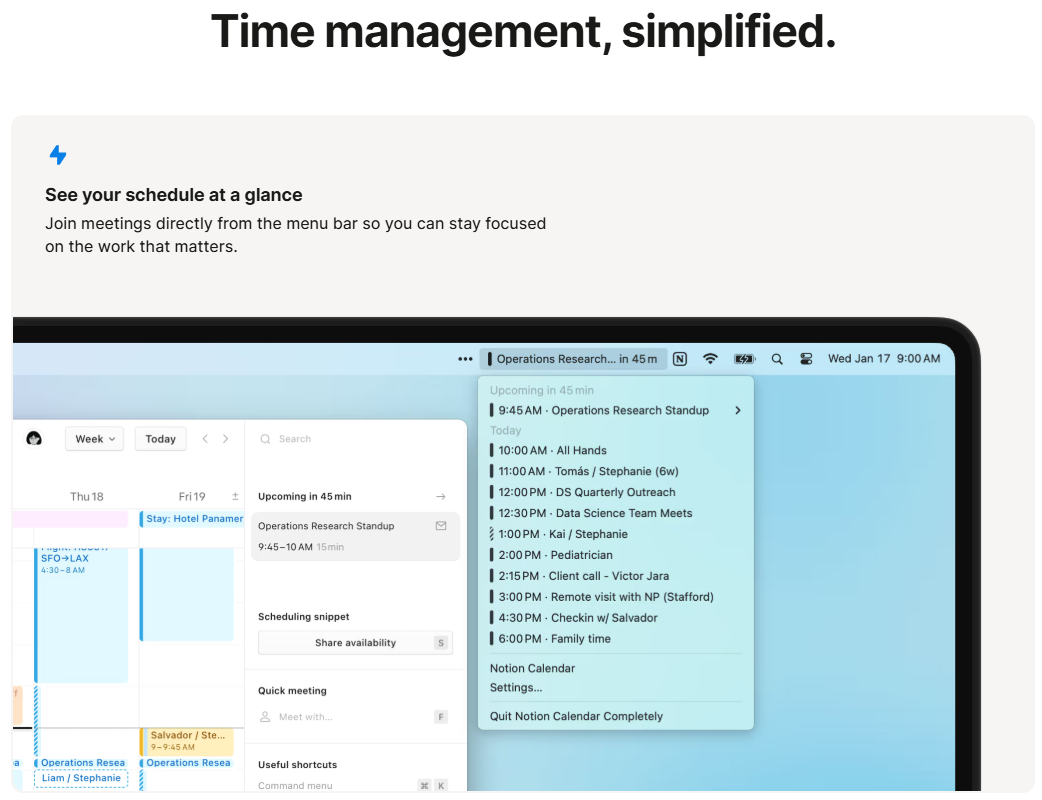 Time management, simplified.
See your schedule at a glance
Join meetings directly from the menu bar so you can stay focused
on the work that matters.
••• Operations Research... in 45 m N Wed Jan 17 9:00 AM
Upcoming in 45 min
9:45 AM · Operations Research Standup
Today
10:00 AM · All Hands
11:00 AM · Tomás / Stephanie (6w)
12:00 PM · DS Quarterly Outreach
12:30 PM · Data Science Team Meets
1:00 PM · Kai / Stephanie
2:00 PM · Pediatrician
2:15 PM · Client call - Victor Jara
3:00 PM · Remote visit with NP (Stafford)
4:30 PM · Checkin w/ Salvador
6:00 PM · Family time
Notion Calendar
Settings...
Quit Notion Calendar Completely
Week Today
Thu 18 Fri 19
Stay: Hotel Panamer
SFO→LAX
4:30–8 AM
f
Salvador / Ste...
9–9:45 AM
a Operations Resea Operations Resea
Liam / Stephanie
Search
Upcoming in 45 min →
Operations Research Standup
9:45–10 AM 15min
Scheduling snippet
Share availability S
Quick meeting
Meet with... F
Useful shortcuts
Command menu ⌘ K